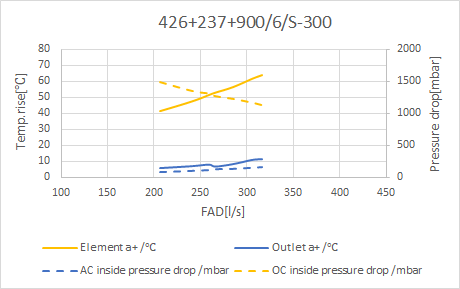 426+237+900/6/S-300
Temp.rise[°C]
80
70
60
50
40
30
20
10
0
2000
1500
1000
500
0
Pressure drop[mbar]
100 150 200 250 300 350 400 450
FAD[l/s]
Element a+ /°C Outlet a+ /°C
AC inside pressure drop /mbar OC inside pressure drop /mbar